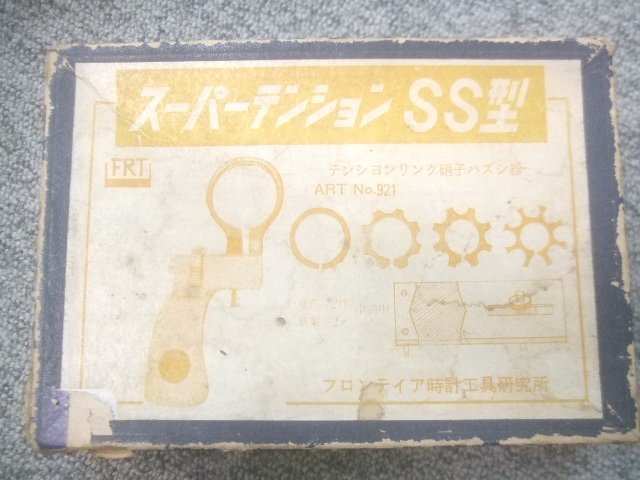 スーパーテンション SS型
FRT
テンションリング硝子ハズシ器
ART No.921
フロンテイア時計工具研究所